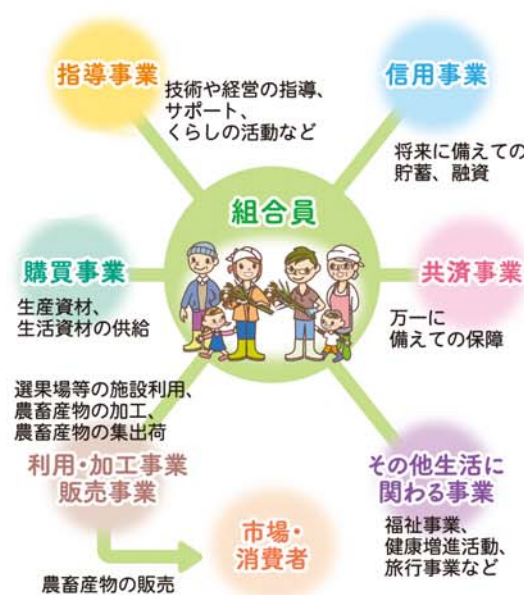 指導事業
技術や経営の指導、
サポート、
くらしの活動など
信用事業
将来に備えての
貯蓄、融資
組合員
購買事業
生産資材、
生活資材の供給
共済事業
万一に
備えての保障
選果場等の施設利用、
農畜産物の加工、
農畜産物の集出荷
利用・加工事業
販売事業
その他生活に
関わる事業
福祉事業、
健康増進活動、
旅行事業など
市場・
消費者
農畜産物の販売